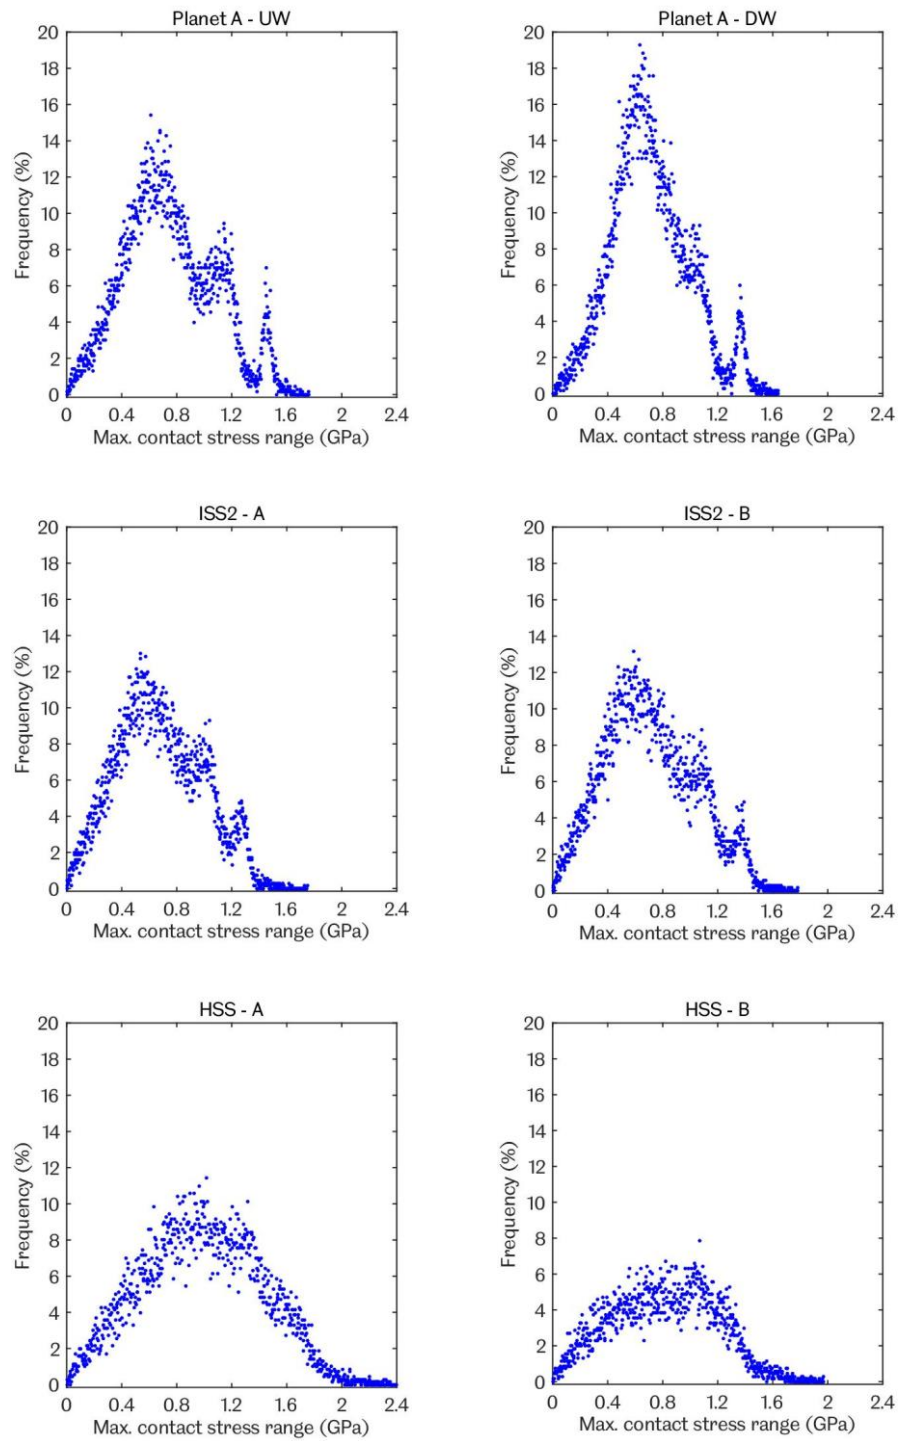 Planet A - UW
Planet A - DW
20
18
16
14
12
10
8
6
4
2
0
Frequency (%)
0 0.4 0.8 1.2 1.6 2 2.4
Max. contact stress range (GPa)
20
18
16
14
12
10
8
6
4
2
0
Frequency (%)
0 0.4 0.8 1.2 1.6 2 2.4
Max. contact stress range (GPa)
ISS2 - A
ISS2 - B
20
18
16
14
12
10
8
6
4
2
0
Frequency (%)
0 0.4 0.8 1.2 1.6 2 2.4
Max. contact stress range (GPa)
20
18
16
14
12
10
8
6
4
2
0
Frequency (%)
0 0.4 0.8 1.2 1.6 2 2.4
Max. contact stress range (GPa)
HSS - A
HSS - B
20
18
16
14
12
10
8
6
4
2
0
Frequency (%)
0 0.4 0.8 1.2 1.6 2 2.4
Max. contact stress range (GPa)
20
18
16
14
12
10
8
6
4
2
0
Frequency (%)
0 0.4 0.8 1.2 1.6 2 2.4
Max. contact stress range (GPa)